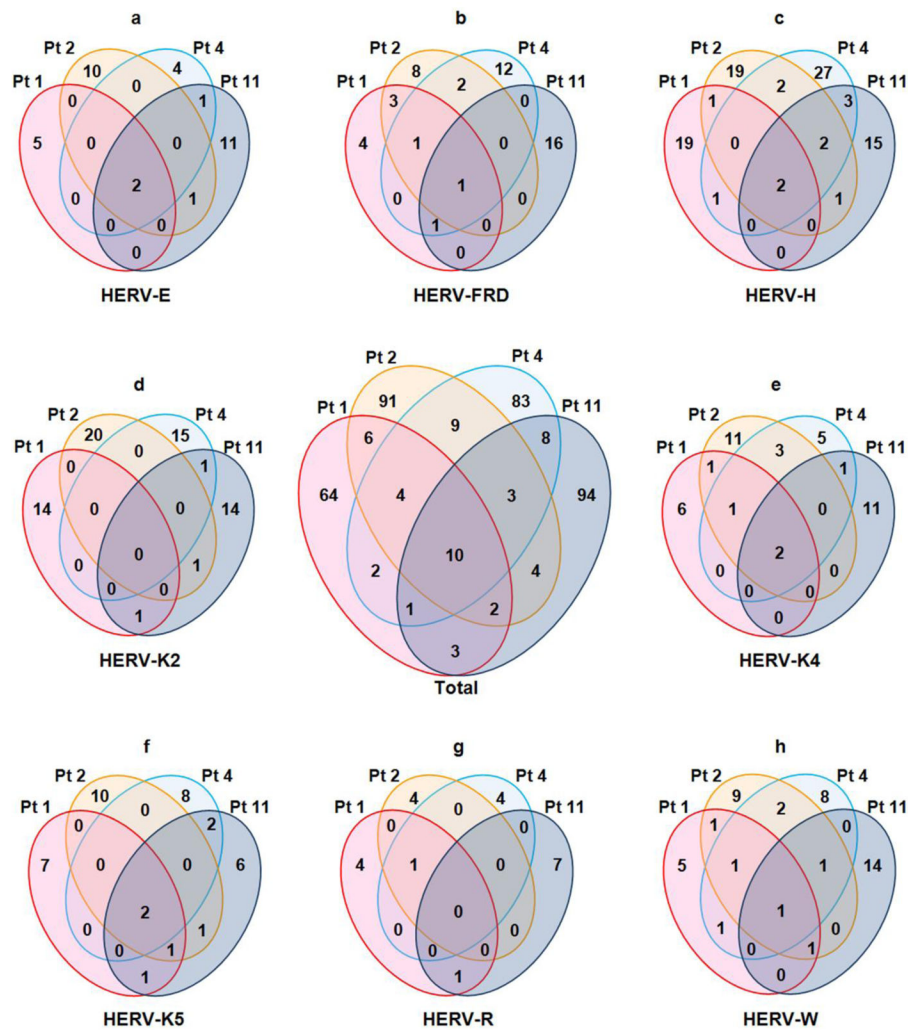 a
Pt 2 Pt 4
Pt 1 10 0 4 Pt 11
0 1
5 0 0 11
2
0 1
0 0
0
HERV-E
b
Pt 2 Pt 4
Pt 1 8 2 12 Pt 11
3 0
4 1 0 16
1
0 0
1 0
0
HERV-FRD
c
Pt 2 Pt 4
Pt 1 19 2 27 Pt 11
1 3
19 0 2 15
2
1 1
0 0
0
HERV-H
d
Pt 2 Pt 4
Pt 1 20 0 15 Pt 11
0 1
14 0 0 14
0
0 1
0 0
1
HERV-K2
Pt 2 Pt 4
Pt 1 91 9 83 Pt 11
6 8
64 4 3 94
10
2 4
1 2
3
Total
e
Pt 2 Pt 4
Pt 1 11 3 5 Pt 11
1 1
6 1 0 11
2
0 0
0 0
0
HERV-K4
f
Pt 2 Pt 4
Pt 1 10 0 8 Pt 11
0 2
7 0 0 6
2
0 1
0 1
1
HERV-K5
g
Pt 2 Pt 4
Pt 1 4 0 4 Pt 11
0 0
4 1 0 7
0
0 0
0 0
1
HERV-R
h
Pt 2 Pt 4
Pt 1 9 2 8 Pt 11
1 0
5 1 1 14
1
1 0
0 1
0
HERV-W